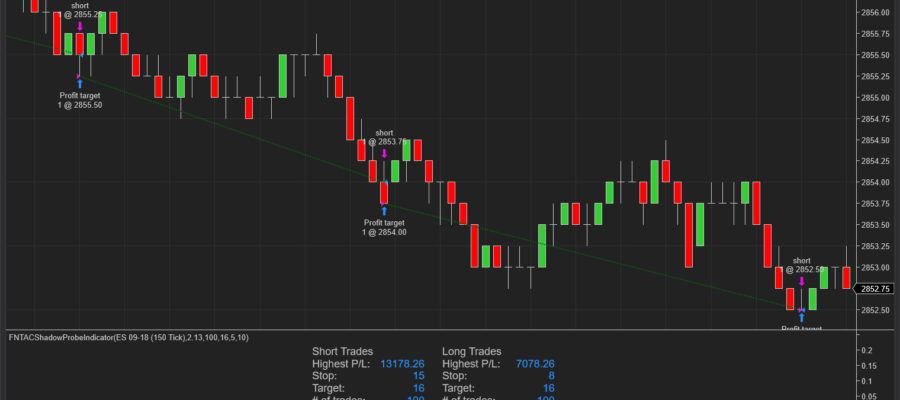 short
1 @ 2855.25
Profit target
1 @ 2855.50
short
1 @ 2853.75
Profit target
1 @ 2854.00
short
1 @ 2852.50
Profit target
2856.00
2855.75
2855.50
2855.25
2855.00
2854.75
2854.50
2854.25
2854.00
2853.75
2853.50
2853.25
2853.00
2852.75
2852.50
FNTACShadowProbeIndicator(ES 09-18 (150 Tick),2.13,100,16,5,10)
Short Trades
Highest P/L: 13178.26
Stop: 15
Target: 16
# of trades: 100
Long Trades
Highest P/L: 7078.26
Stop: 8
Target: 16
# of trades: 100
0.2
0.15
0.1
0.05